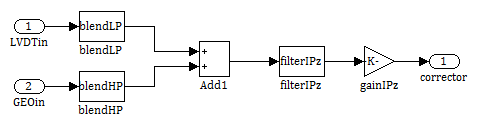 1
LVDTin
blendLP
blendLP
2
GEOin
blendHP
blendHP
+
+
Add1
filterIPz
filterIPz
K-
gainIPz
1
corrector